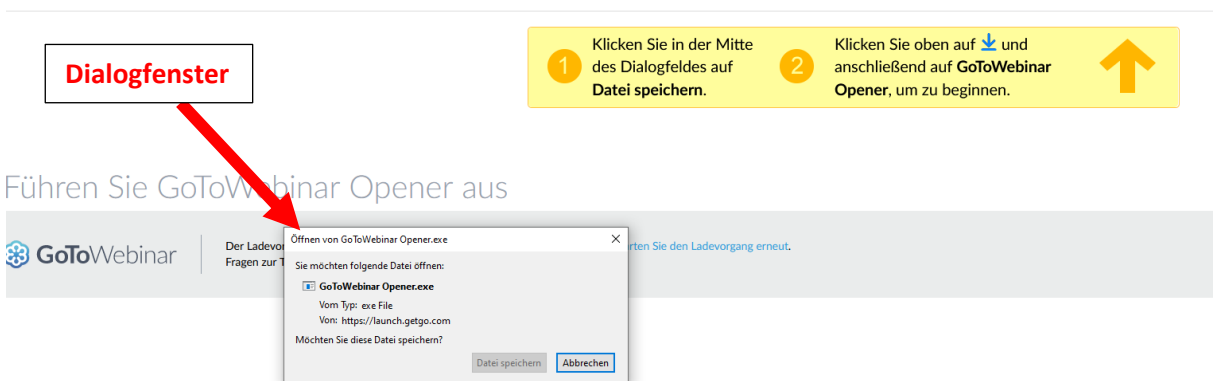 Klicken Sie in der Mitte
des Dialogfeldes auf
Datei speichern.
1
Klicken Sie oben auf und
anschließend auf GoToWebinar
Opener, um zu beginnen.
2
Dialogfenster
Führen Sie GoToWebinar Opener aus
GoToWebinar
Der Ladevor
Fragen zur T
rten Sie den Ladevorgang erneut.
Öffnen von GoToWebinar Opener.exe
Sie möchten folgende Datei öffnen:
GoToWebinar Opener.exe
Vom Typ: exe File
Von: https://launch.getgo.com
Möchten Sie diese Datei speichern?
Datei speichern Abbrechen